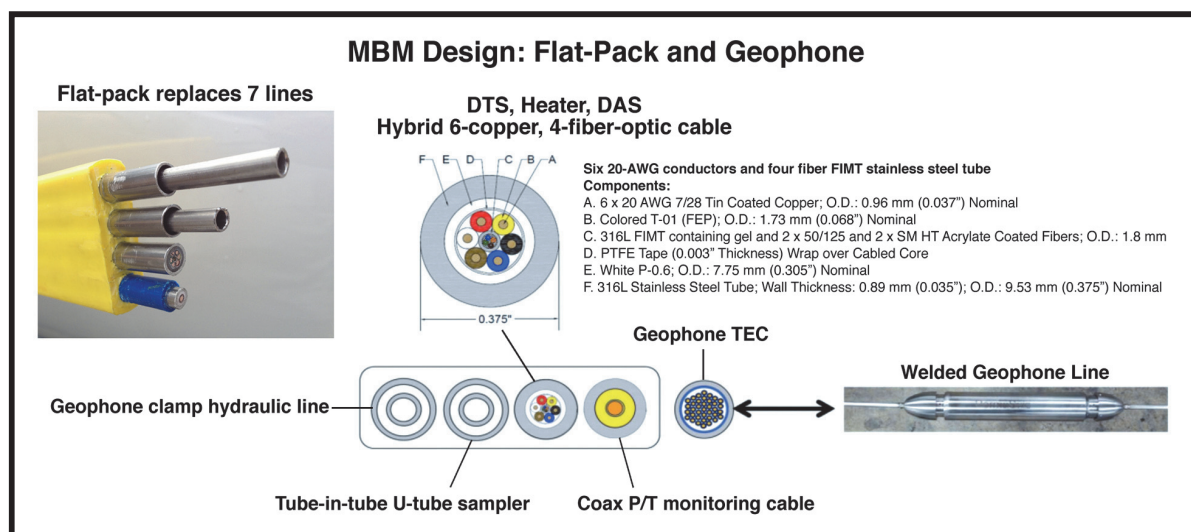 MBM Design: Flat-Pack and Geophone
Flat-pack replaces 7 lines
DTS, Heater, DAS
Hybrid 6-copper, 4-fiber-optic cable
F E D C B A
0.375"
Six 20-AWG conductors and four fiber FIMT stainless steel tube
Components:
A. 6 x 20 AWG 7/28 Tin Coated Copper; O.D.: 0.96 mm (0.037”) Nominal
B. Colored T-01 (FEP); O.D.: 1.73 mm (0.068”) Nominal
C. 316L FIMT containing gel and 2 x 50/125 and 2 x SM HT Acrylate Coated Fibers; O.D.: 1.8 mm
D. PTFE Tape (0.003” Thickness) Wrap over Cabled Core
E. White P-0.6; O.D.: 7.75 mm (0.305”) Nominal
F. 316L Stainless Steel Tube; Wall Thickness: 0.89 mm (0.035”); O.D.: 9.53 mm (0.375”) Nominal
Geophone TEC
Welded Geophone Line
Geophone clamp hydraulic line
Tube-in-tube U-tube sampler
Coax P/T monitoring cable